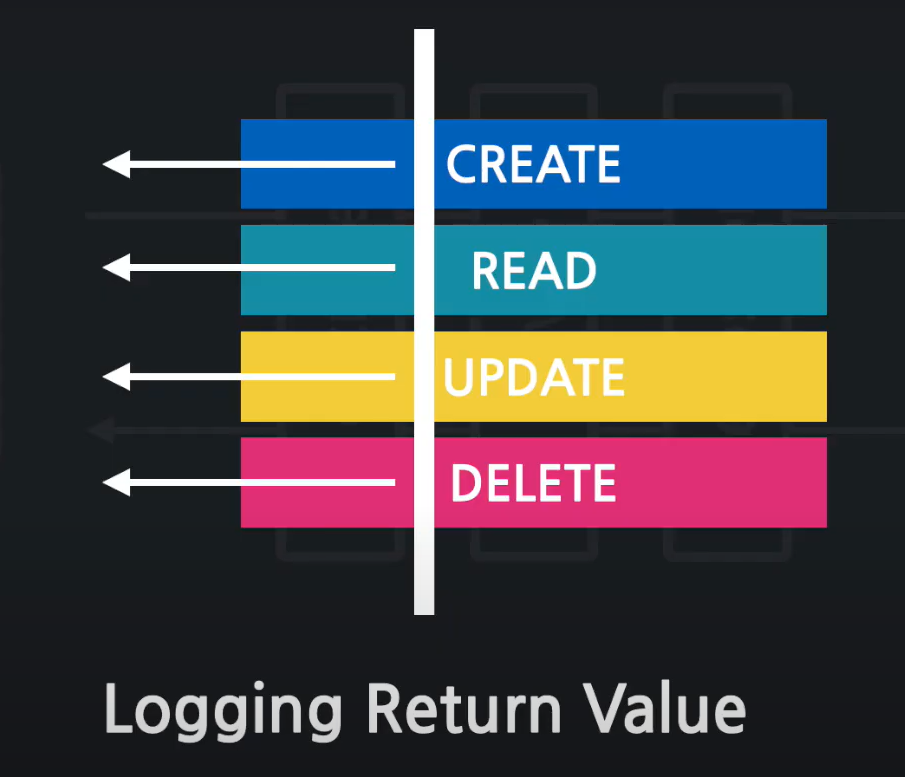 CREATE
READ
UPDATE
DELETE
Logging Return Value